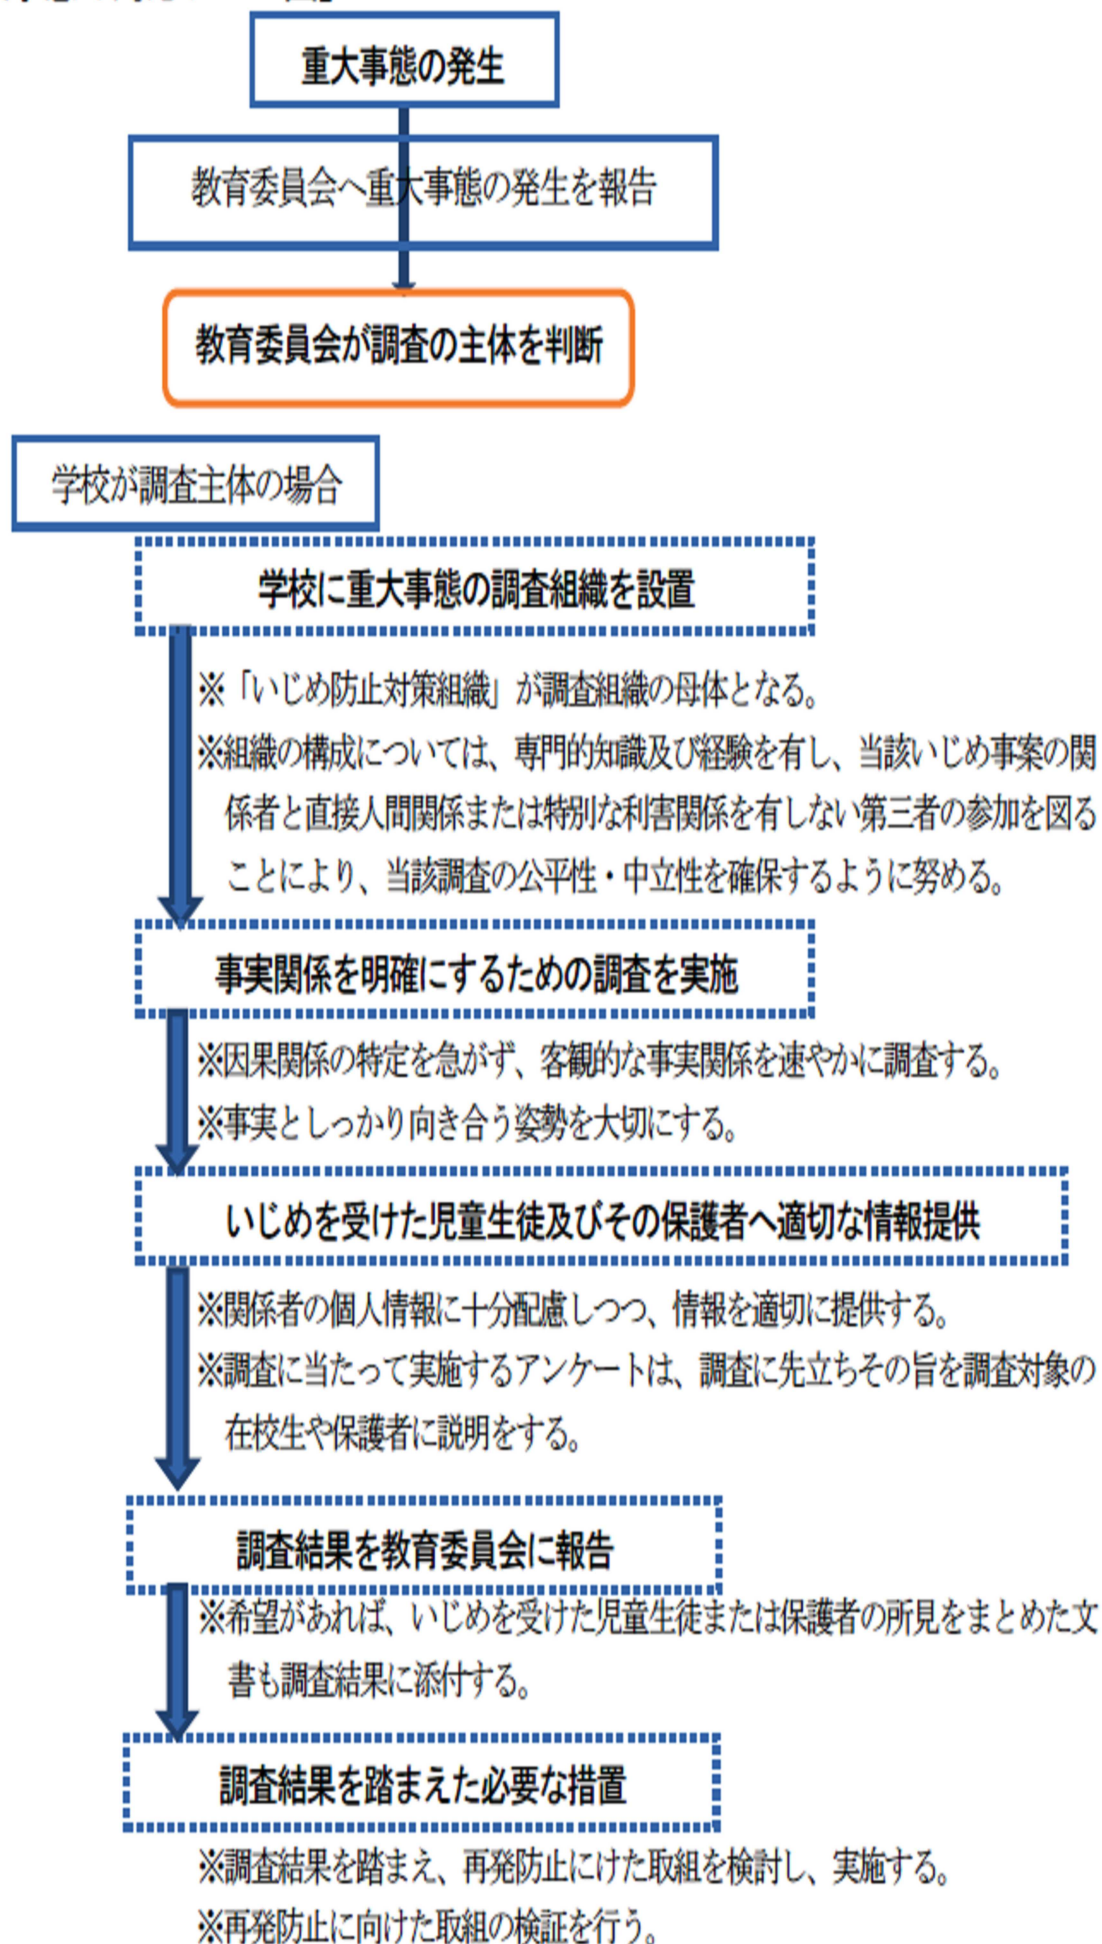 重大事態の発生
教育委員会へ重大事態の発生を報告
教育委員会が調査の主体を判断
学校が調査主体の場合
学校に重大事態の調査組織を設置
※「いじめ防止対策組織」が調査組織の母体となる。
※組織の構成については、専門的知識及び経験を有し、当該いじめ事案の関
係者と直接人間関係または特別な利害関係を有しない第三者の参加を図る
ことにより、当該調査の公平性・中立性を確保するように努める。
事実関係を明確にするための調査を実施
※因果関係の特定を急がず、客観的な事実関係を速やかに調査する。
※事実としっかり向き合う姿勢を大切にする。
いじめを受けた児童生徒及びその保護者へ適切な情報提供
※関係者の個人情報に十分配慮しつつ、情報を適切に提供する。
※調査に当たって実施するアンケートは、調査に先立ちその旨を調査対象の
在校生や保護者に説明をする。
調査結果を教育委員会に報告
※希望があれば、いじめを受けた児童生徒または保護者の所見をまとめた文
書も調査結果に添付する。
調査結果を踏まえた必要な措置
※調査結果を踏まえ、再発防止にけた取組を検討し、実施する。
※再発防止に向けた取組の検証を行う。